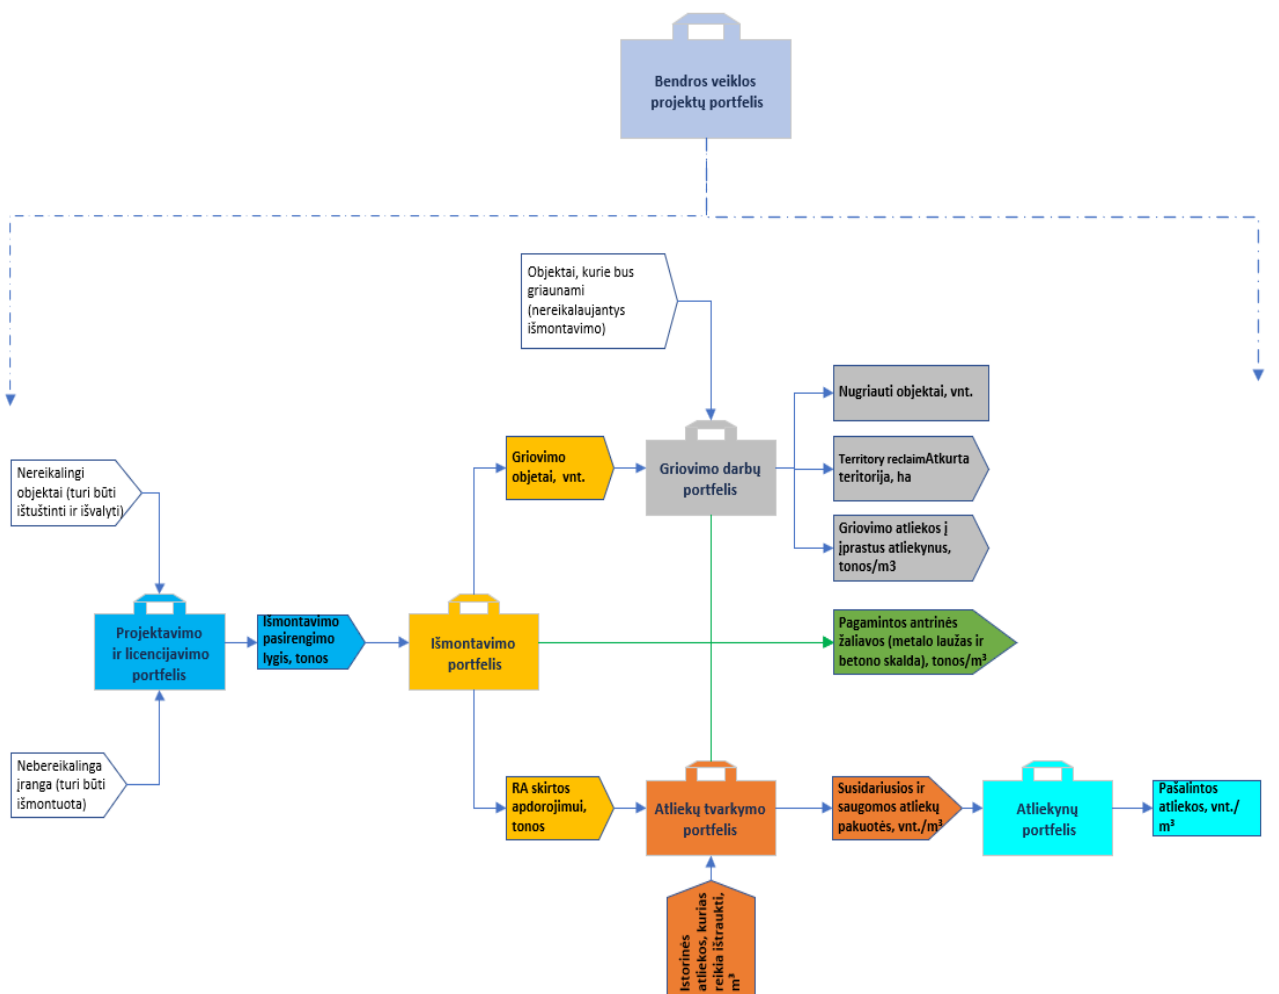 Bendros veiklos
projektų portfelis
Objektai, kurie bus
griaunami
(nereikalaujantys
išmontavimo)
Nugriauti objektai, vnt.
Griovimo
objetai, vnt.
Griovimo darbų
portfelis
Territory reclaimAtkurta
teritorija, ha
Nereikalingi
objektai (turi būti
ištuštinti ir išvalyti)
Griovimo atliekos į
įprastus atliekynus,
tonos/m3
Projektavimo
ir licencijavimo
portfelis
Išmontavimo
pasirengimo
lygis, tonos
Išmontavimo
portfelis
Pagamintos antrinės
žaliavos (metalo laužas ir
betono skalda), tonos/m³
Nebereikalinga
įranga (turi būti
išmontuota)
RA skirtos
apdorojimui,
tonos
Atliekų tvarkymo
portfelis
Susidariusios ir
saugomos atliekų
pakuotės, vnt./m³
Atliekynų
portfelis
Pašalintos
atliekos, vnt./
m³
Istorinės
atliekos, kurias
reikia ištraukti,
m³